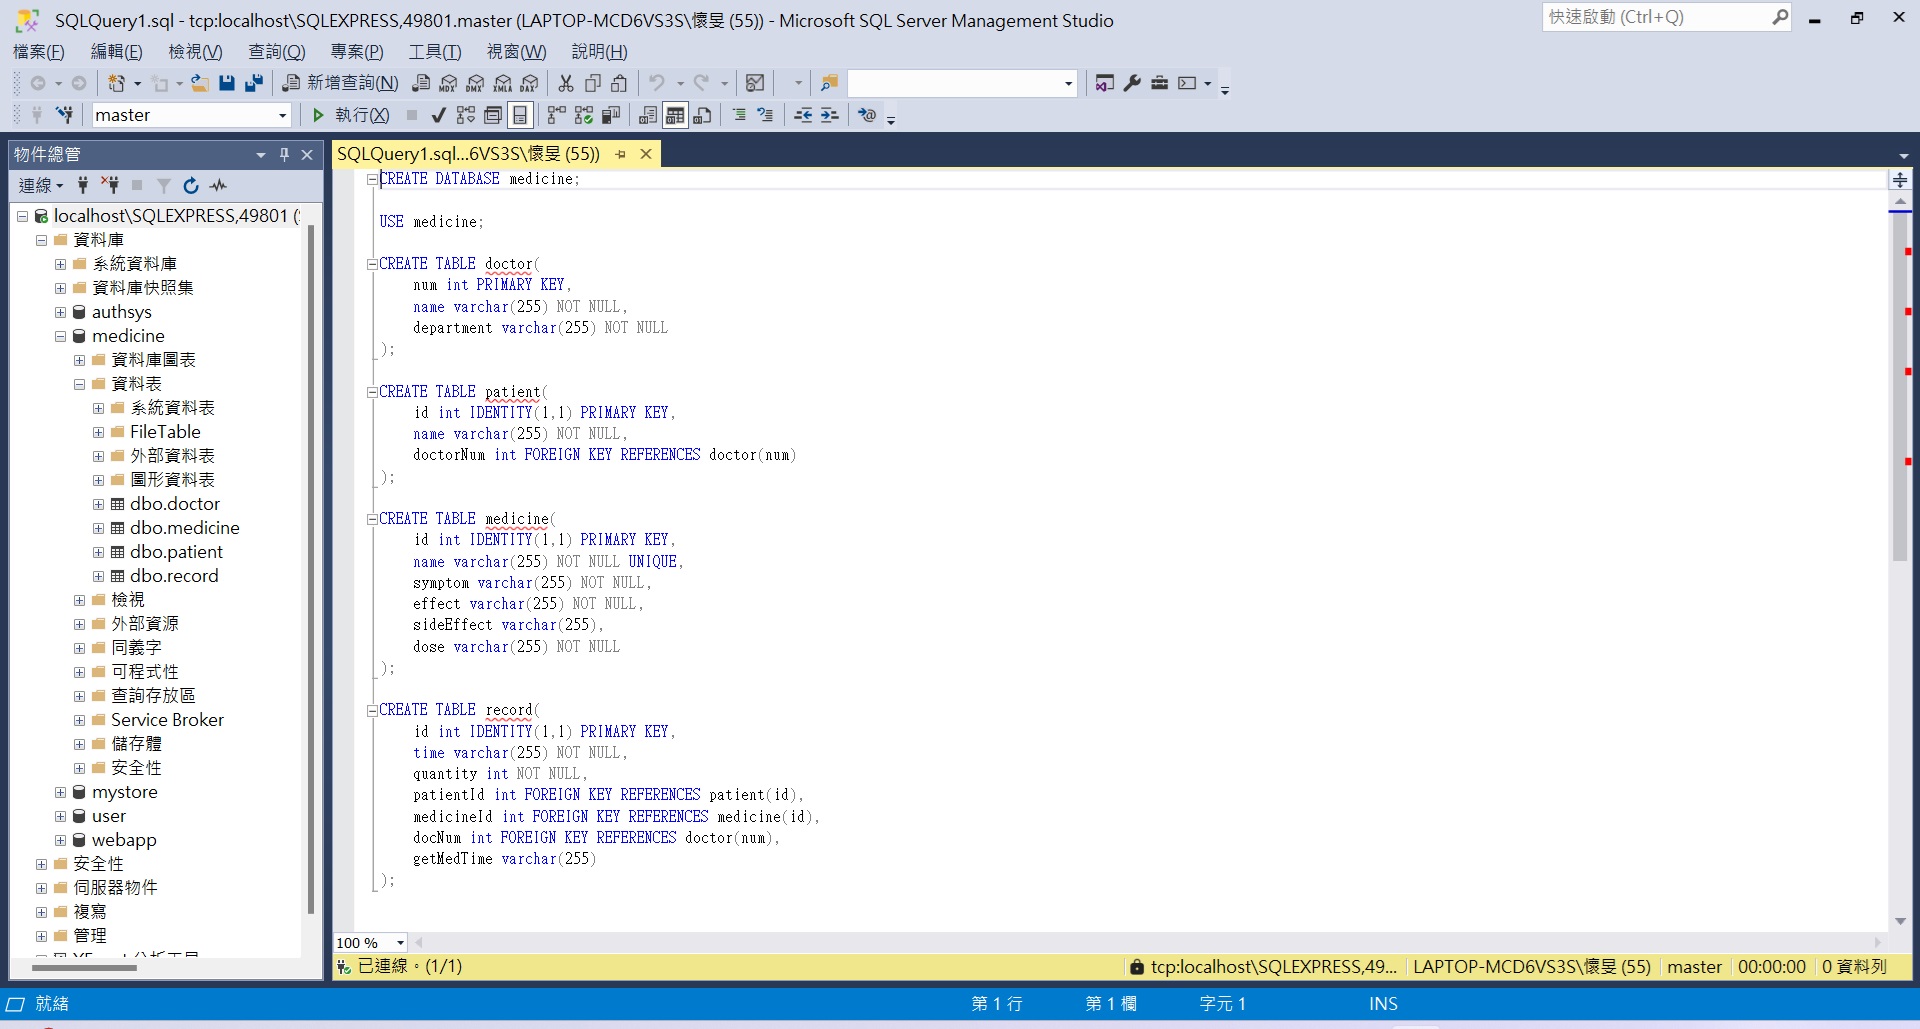 SQLQuery1.sql - tcp:localhost\SQLEXPRESS,49801.master (LAPTOP-MCD6VS3S\懷旻 (55)) - Microsoft SQL Server Management Studio
快速啟動 (Ctrl+Q)
檔案(F) 編輯(E) 檢視(V) 查詢(Q) 專案(P) 工具(T) 視窗(W) 說明(H)
新增查詢(N) MDX DMX XMLA DAX
master 執行(X)
物件總管
連線
localhost\SQLEXPRESS,49801 (
資料庫
系統資料庫
資料庫快照集
authsys
medicine
資料庫圖表
資料表
系統資料表
FileTable
外部資料表
圖形資料表
dbo.doctor
dbo.medicine
dbo.patient
dbo.record
檢視
外部資源
同義字
可程式性
查詢存放區
Service Broker
儲存體
安全性
mystore
user
webapp
安全性
伺服器物件
複寫
管理
SQLQuery1.sql...6VS3S\懷旻 (55))
CREATE DATABASE medicine;
USE medicine;
CREATE TABLE doctor(
num int PRIMARY KEY,
name varchar(255) NOT NULL,
department varchar(255) NOT NULL
);
CREATE TABLE patient(
id int IDENTITY(1,1) PRIMARY KEY,
name varchar(255) NOT NULL,
doctorNum int FOREIGN KEY REFERENCES doctor(num)
);
CREATE TABLE medicine(
id int IDENTITY(1,1) PRIMARY KEY,
name varchar(255) NOT NULL UNIQUE,
symptom varchar(255) NOT NULL,
effect varchar(255) NOT NULL,
sideEffect varchar(255),
dose varchar(255) NOT NULL
);
CREATE TABLE record(
id int IDENTITY(1,1) PRIMARY KEY,
time varchar(255) NOT NULL,
quantity int NOT NULL,
patientId int FOREIGN KEY REFERENCES patient(id),
medicineId int FOREIGN KEY REFERENCES medicine(id),
docNum int FOREIGN KEY REFERENCES doctor(num),
getMedTime varchar(255)
);
100 %
已連線。(1/1) tcp:localhost\SQLEXPRESS,49... LAPTOP-MCD6VS3S\懷旻 (55) master 00:00:00 0 資料列
就緒 第 1 行 第 1 欄 字元 1 INS